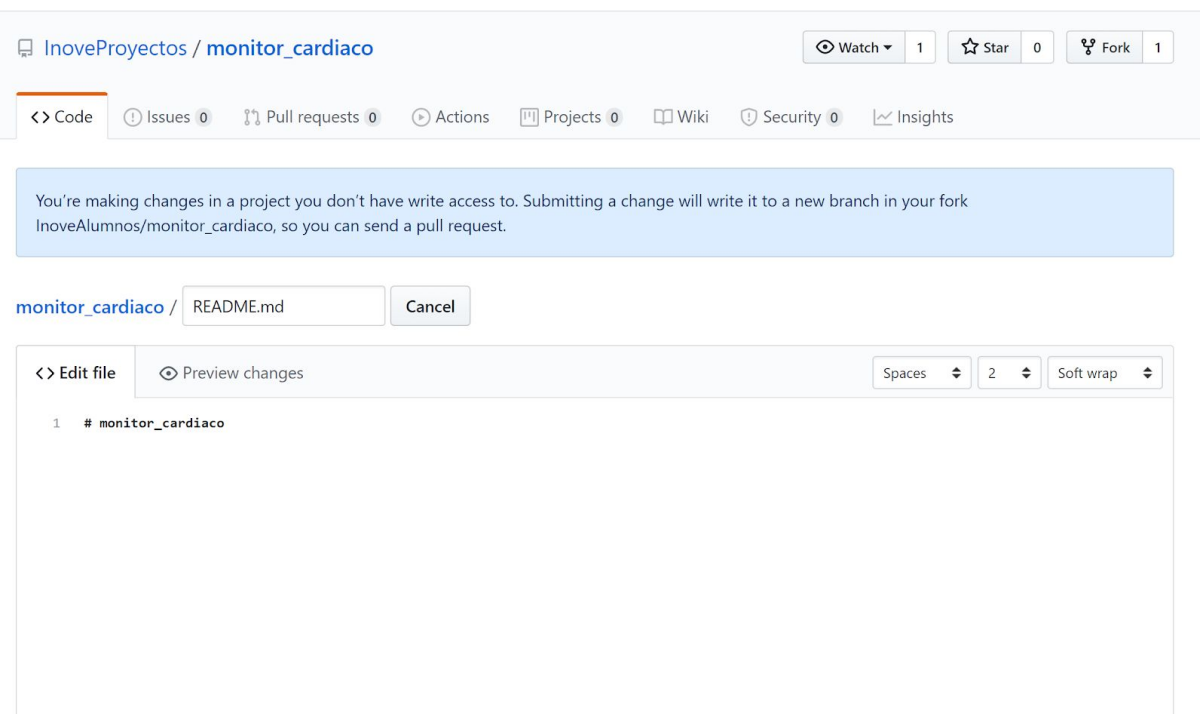 InoveProyectos / monitor_cardiaco
Watch 1 Star 0 Fork 1
Code Issues 0 Pull requests 0 Actions Projects 0 Wiki Security 0 Insights
You’re making changes in a project you don’t have write access to. Submitting a change will write it to a new branch in your fork
InoveAlumnos/monitor_cardiaco, so you can send a pull request.
monitor_cardiaco / README.md Cancel
<> Edit file Preview changes Spaces 2 Soft wrap
1 # monitor_cardiaco